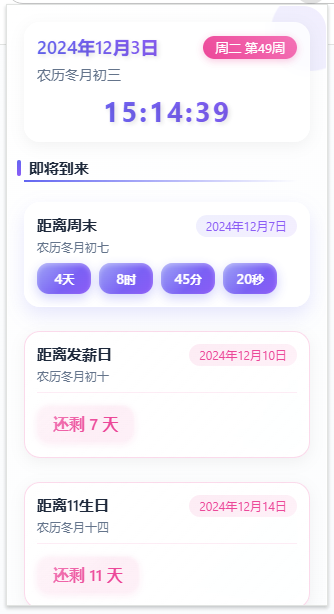 2024年12月3日
周二 第49周
农历冬月初三
15:14:39
即将到来
距离周末
2024年12月7日
农历冬月初七
4天 8时 45分 20秒
距离发薪日
2024年12月10日
农历冬月初十
还剩 7 天
距离11生日
2024年12月14日
农历冬月十四
还剩 11 天